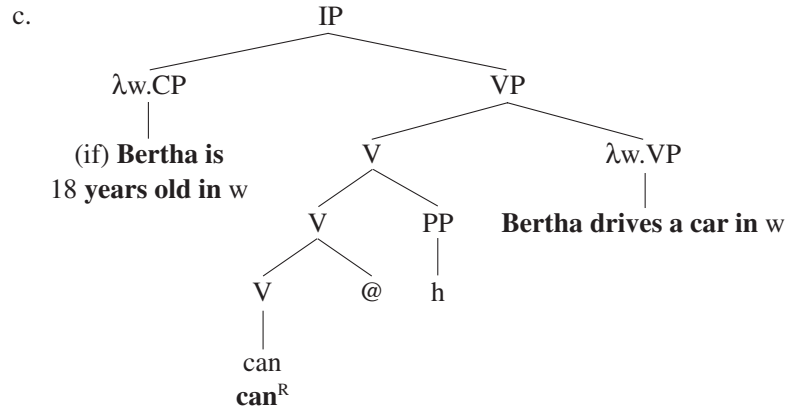 c.
IP
λw.CP VP
(if) Bertha is
18 years old in w
V λw.VP
V PP Bertha drives a car in w
V @ h
can
canᴿ